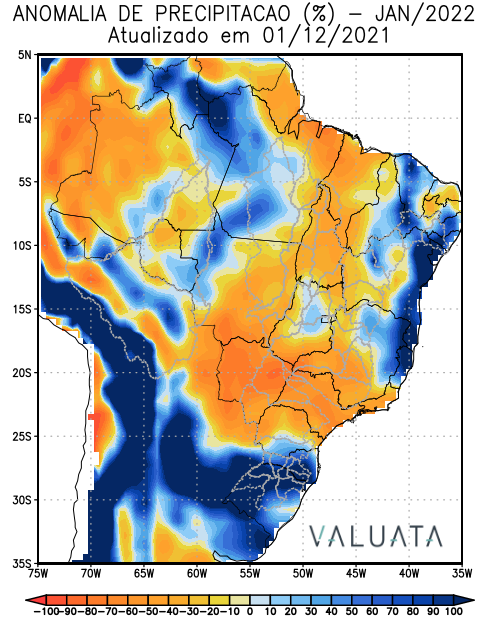 ANOMALIA DE PRECIPITACAO (%) – JAN/2022
Atualizado em 01/12/2021
5N
EQ
5S
10S
15S
20S
25S
30S
35S
VALUATA
75W 70W 65W 60W 55W 50W 45W 40W 35W
-100 -90 -80 -70 -60 -50 -40 -30 -20 -10 0 10 20 30 40 50 60 70 80 90 100